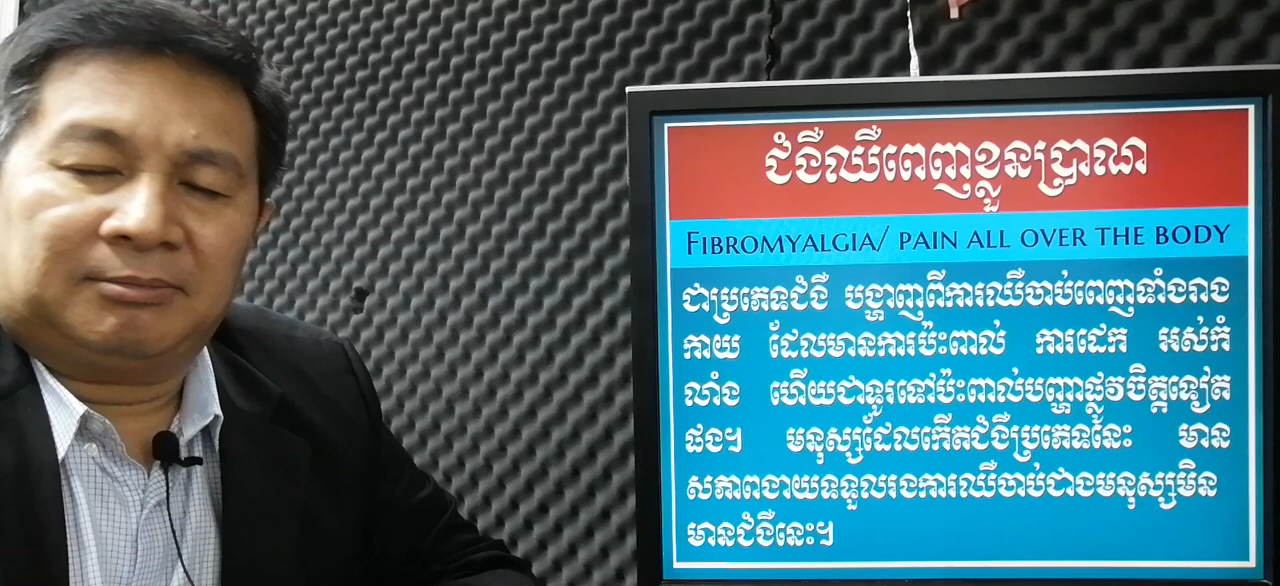 ជំងឺឈឺពេញខ្លួនប្រាណ
FIBROMYALGIA/ PAIN ALL OVER THE BODY
ជាប្រភេទជំងឺ បង្ហាញពីការឈឺចាប់ពេញទាំងរាង
កាយ ដែលមានការប៉ះពាល់ ការដេក អស់កំ
លាំង ហើយជាទូរទៅប៉ះពាល់បញ្ហាផ្លូវចិត្តទៀត
ផង។ មនុស្សដែលកើតជំងឺប្រភេទនេះ មាន
សភាពងាយទទួលរងការឈឺចាប់ជាងមនុស្សមិន
មានជំងឺនេះ។